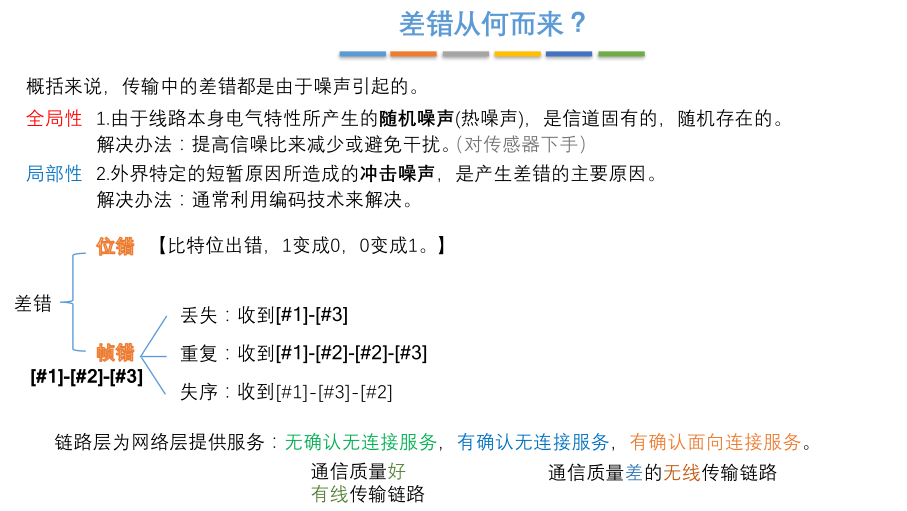 差错从何而来？
概括来说，传输中的差错都是由于噪声引起的。
全局性 1.由于线路本身电气特性所产生的随机噪声(热噪声)，是信道固有的，随机存在的。
解决办法：提高信噪比来减少或避免干扰。(对传感器下手)
局部性 2.外界特定的短暂原因所造成的冲击噪声，是产生差错的主要原因。
解决办法：通常利用编码技术来解决。
位错 【比特位出错，1变成0，0变成1。】
差错
丢失：收到[#1]-[#3]
帧错 重复：收到[#1]-[#2]-[#2]-[#3]
[#1]-[#2]-[#3]
失序：收到[#1]-[#3]-[#2]
链路层为网络层提供服务：无确认无连接服务，有确认无连接服务，有确认面向连接服务。
通信质量好 通信质量差的无线传输链路
有线传输链路